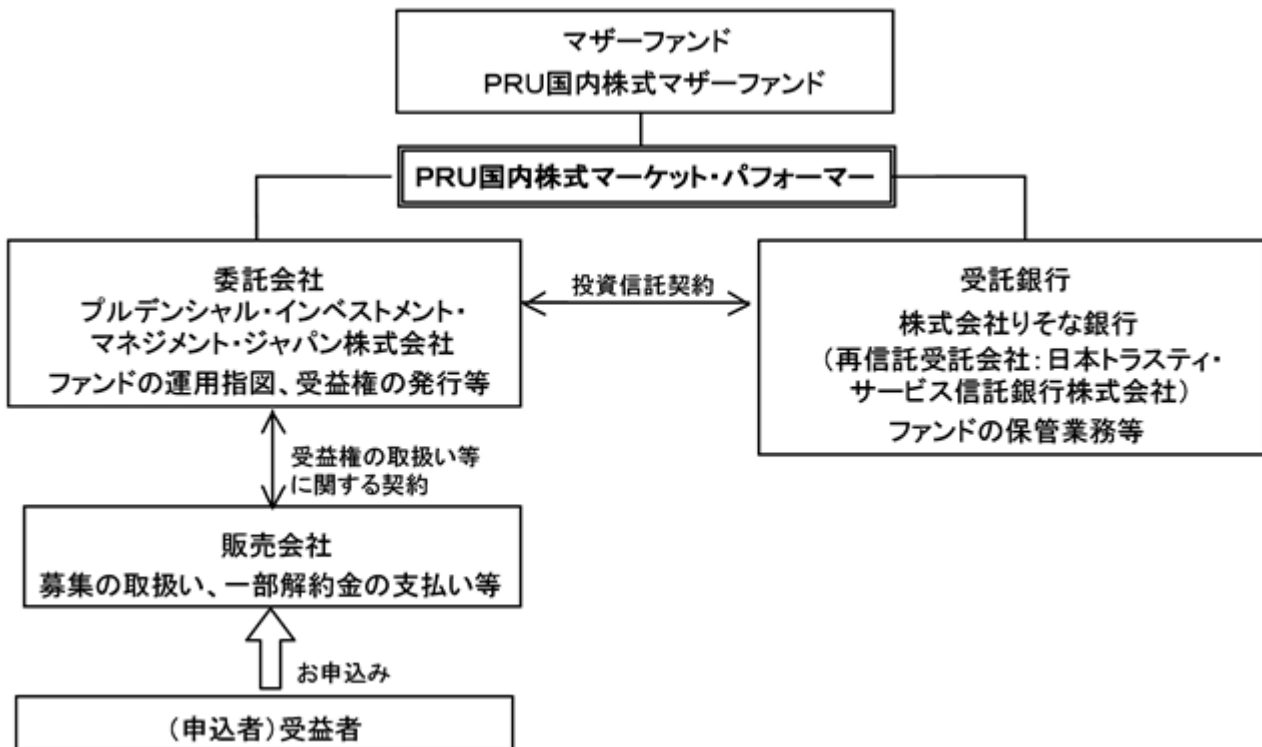 マザーファンド
PRU国内株式マザーファンド
PRU国内株式マーケット・パフォーマー
委託会社
プルデンシャル・インベストメント・
マネジメント・ジャパン株式会社
ファンドの運用指図、受益権の発行等
投資信託契約
受託銀行
株式会社りそな銀行
（再信託受託会社：日本トラスティ・
サービス信託銀行株式会社）
ファンドの保管業務等
受益権の取扱い等
に関する契約
販売会社
募集の取扱い、一部解約金の支払い等
お申込み
（申込者）受益者